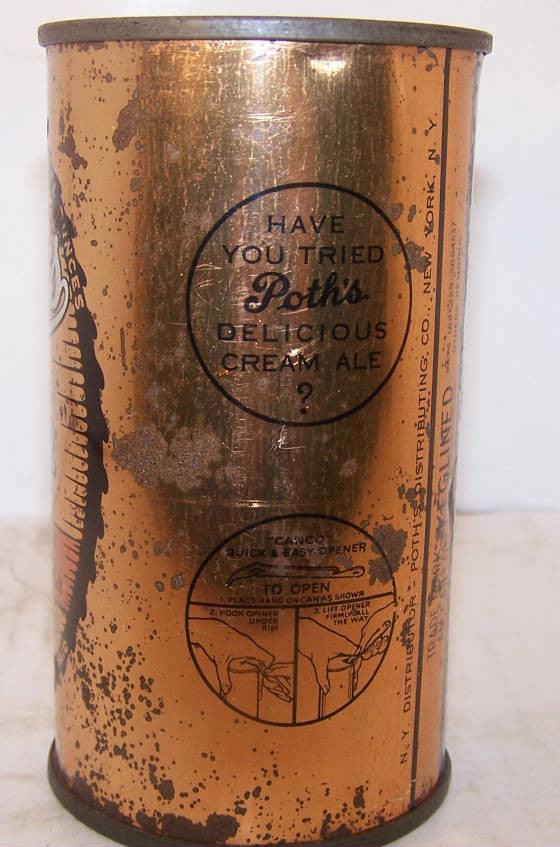 HAVE
YOU TRIED
Poth's
DELICIOUS
CREAM ALE
?
"CANCO"
QUICK & EASY OPENER
TO OPEN
1. PLACE HAND ON CAN AS SHOWN
2. HOOK OPENER
UNDER
RIM
3. LIFT OPENER
FIRMLY ALL
THE WAY
N.Y. DISTRIBUTOR - POTH'S DISTRIBUTING CO., NEW YORK, N.Y.
KEGLINED